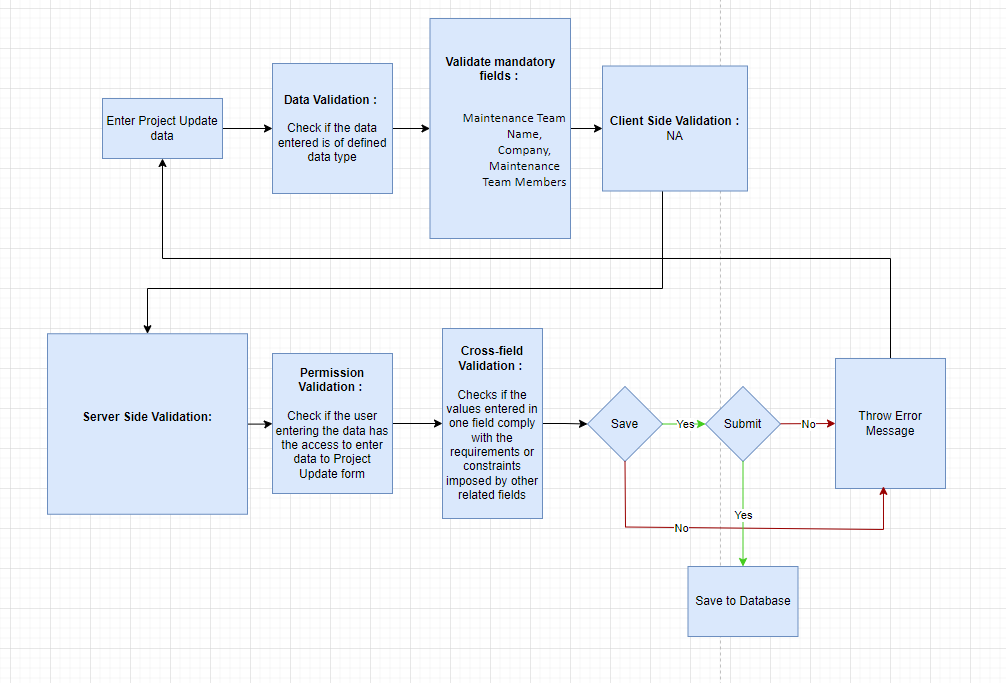 Enter Project Update
data
Data Validation :
Check if the data
entered is of defined
data type
Validate mandatory
fields :
Maintenance Team
Name,
Company,
Maintenance
Team Members
Client Side Validation :
NA
Server Side Validation:
Permission
Validation :
Check if the user
entering the data has
the access to enter
data to Project
Update form
Cross-field
Validation :
Checks if the
values entered in
one field comply
with the
requirements or
constraints
imposed by other
related fields
Save
Yes
Submit
No
Throw Error
Message
Yes
No
Save to Database